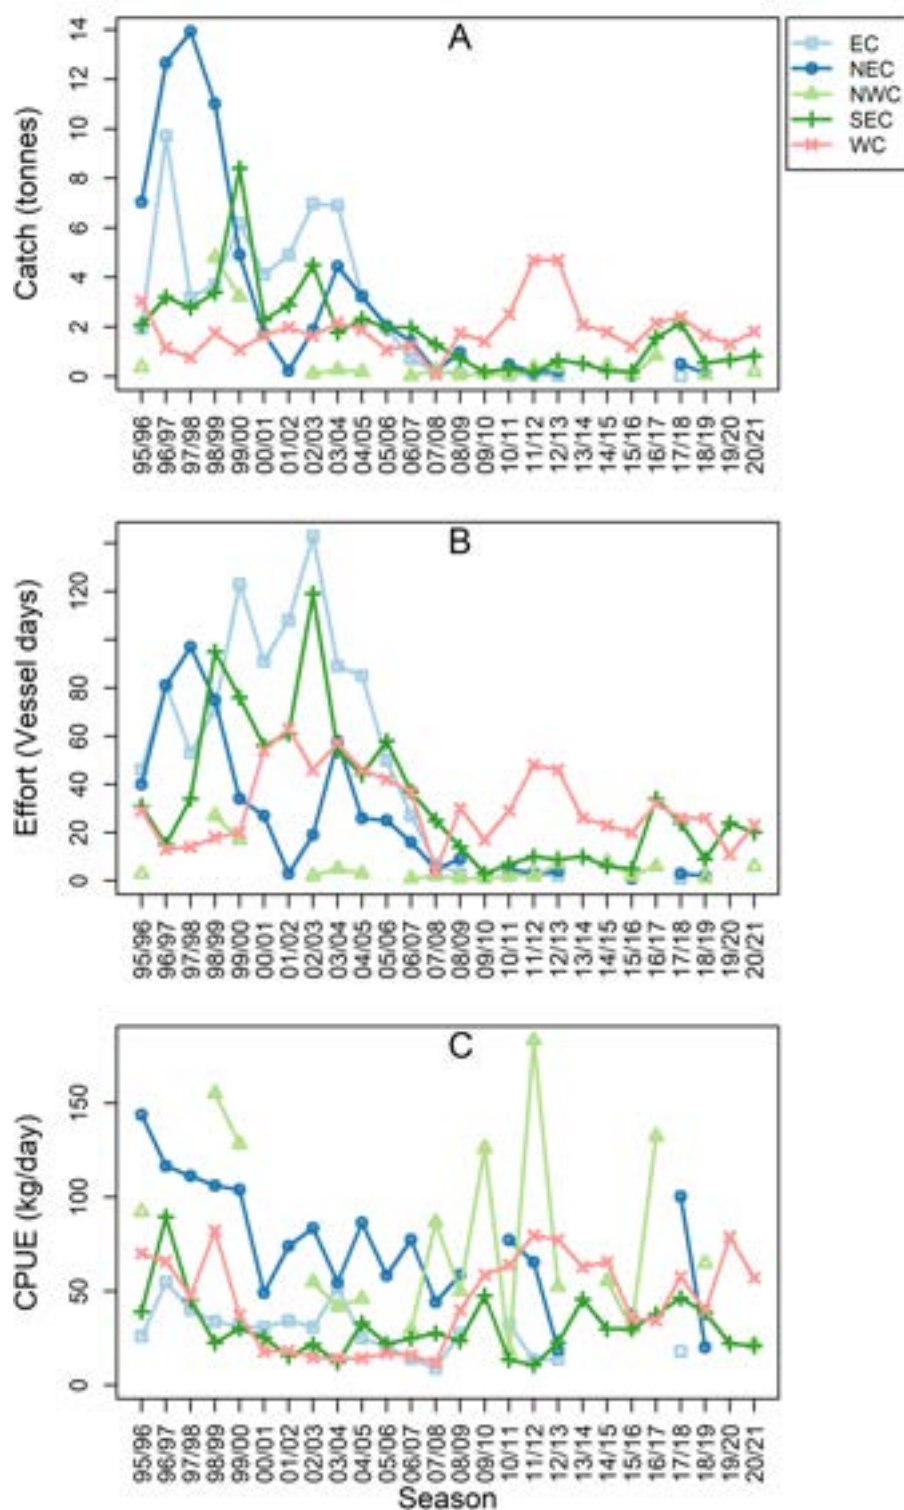 A
EC
NEC
NWC
SEC
WC
Catch (tonnes)
14
12
10
8
6
4
2
0
95/96 96/97 97/98 98/99 99/00 00/01 01/02 02/03 03/04 04/05 05/06 06/07 07/08 08/09 09/10 10/11 11/12 12/13 13/14 14/15 15/16 16/17 17/18 18/19 19/20 20/21
B
Effort (Vessel days)
120
80
60
40
20
0
95/96 96/97 97/98 98/99 99/00 00/01 01/02 02/03 03/04 04/05 05/06 06/07 07/08 08/09 09/10 10/11 11/12 12/13 13/14 14/15 15/16 16/17 17/18 18/19 19/20 20/21
C
CPUE (kg/day)
150
100
50
0
95/96 96/97 97/98 98/99 99/00 00/01 01/02 02/03 03/04 04/05 05/06 06/07 07/08 08/09 09/10 10/11 11/12 12/13 13/14 14/15 15/16 16/17 17/18 18/19 19/20 20/21
Season